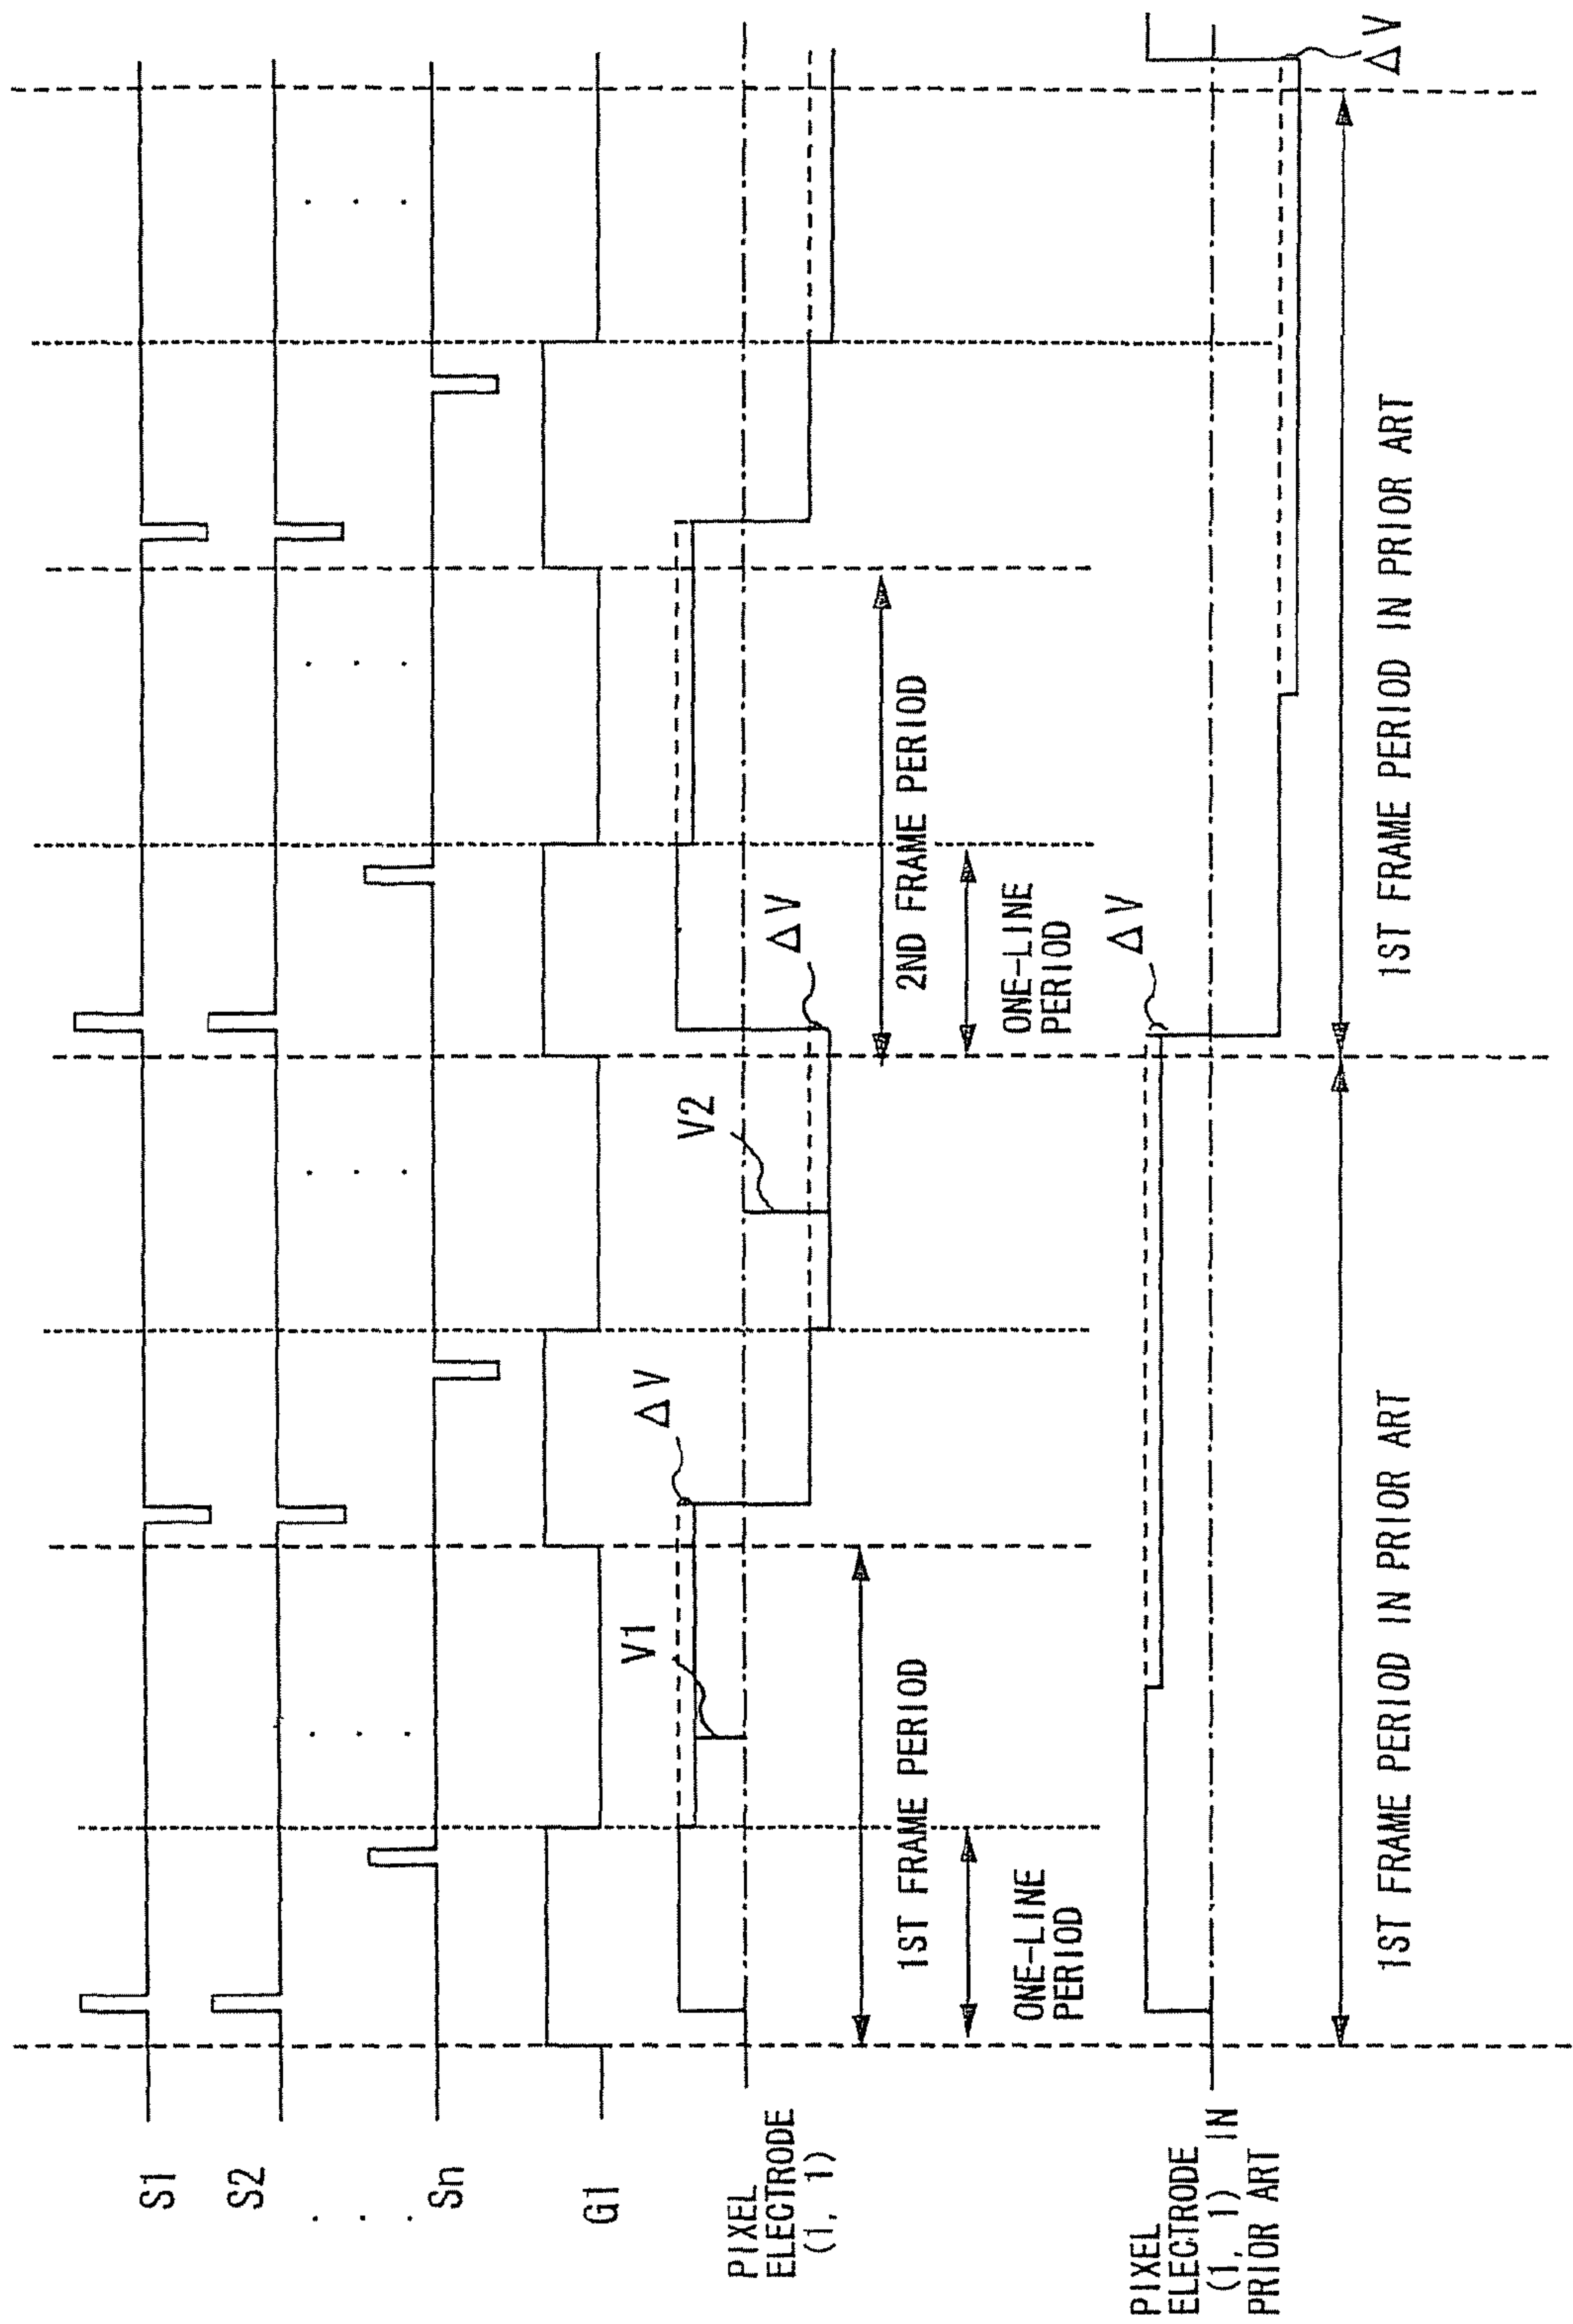 S1
S2
. . .
Sn
G1
PIXEL
ELECTRODE
(1, 1)
PIXEL
ELECTRODE
(1, 1) IN
PRIOR ART
. . .
. . .
. . .
. . .
V1
ΔV
V2
ΔV
1ST FRAME PERIOD
2ND FRAME PERIOD
ONE-LINE
PERIOD
ONE-LINE
PERIOD
ΔV
ΔV
1ST FRAME PERIOD IN PRIOR ART
1ST FRAME PERIOD IN PRIOR ART